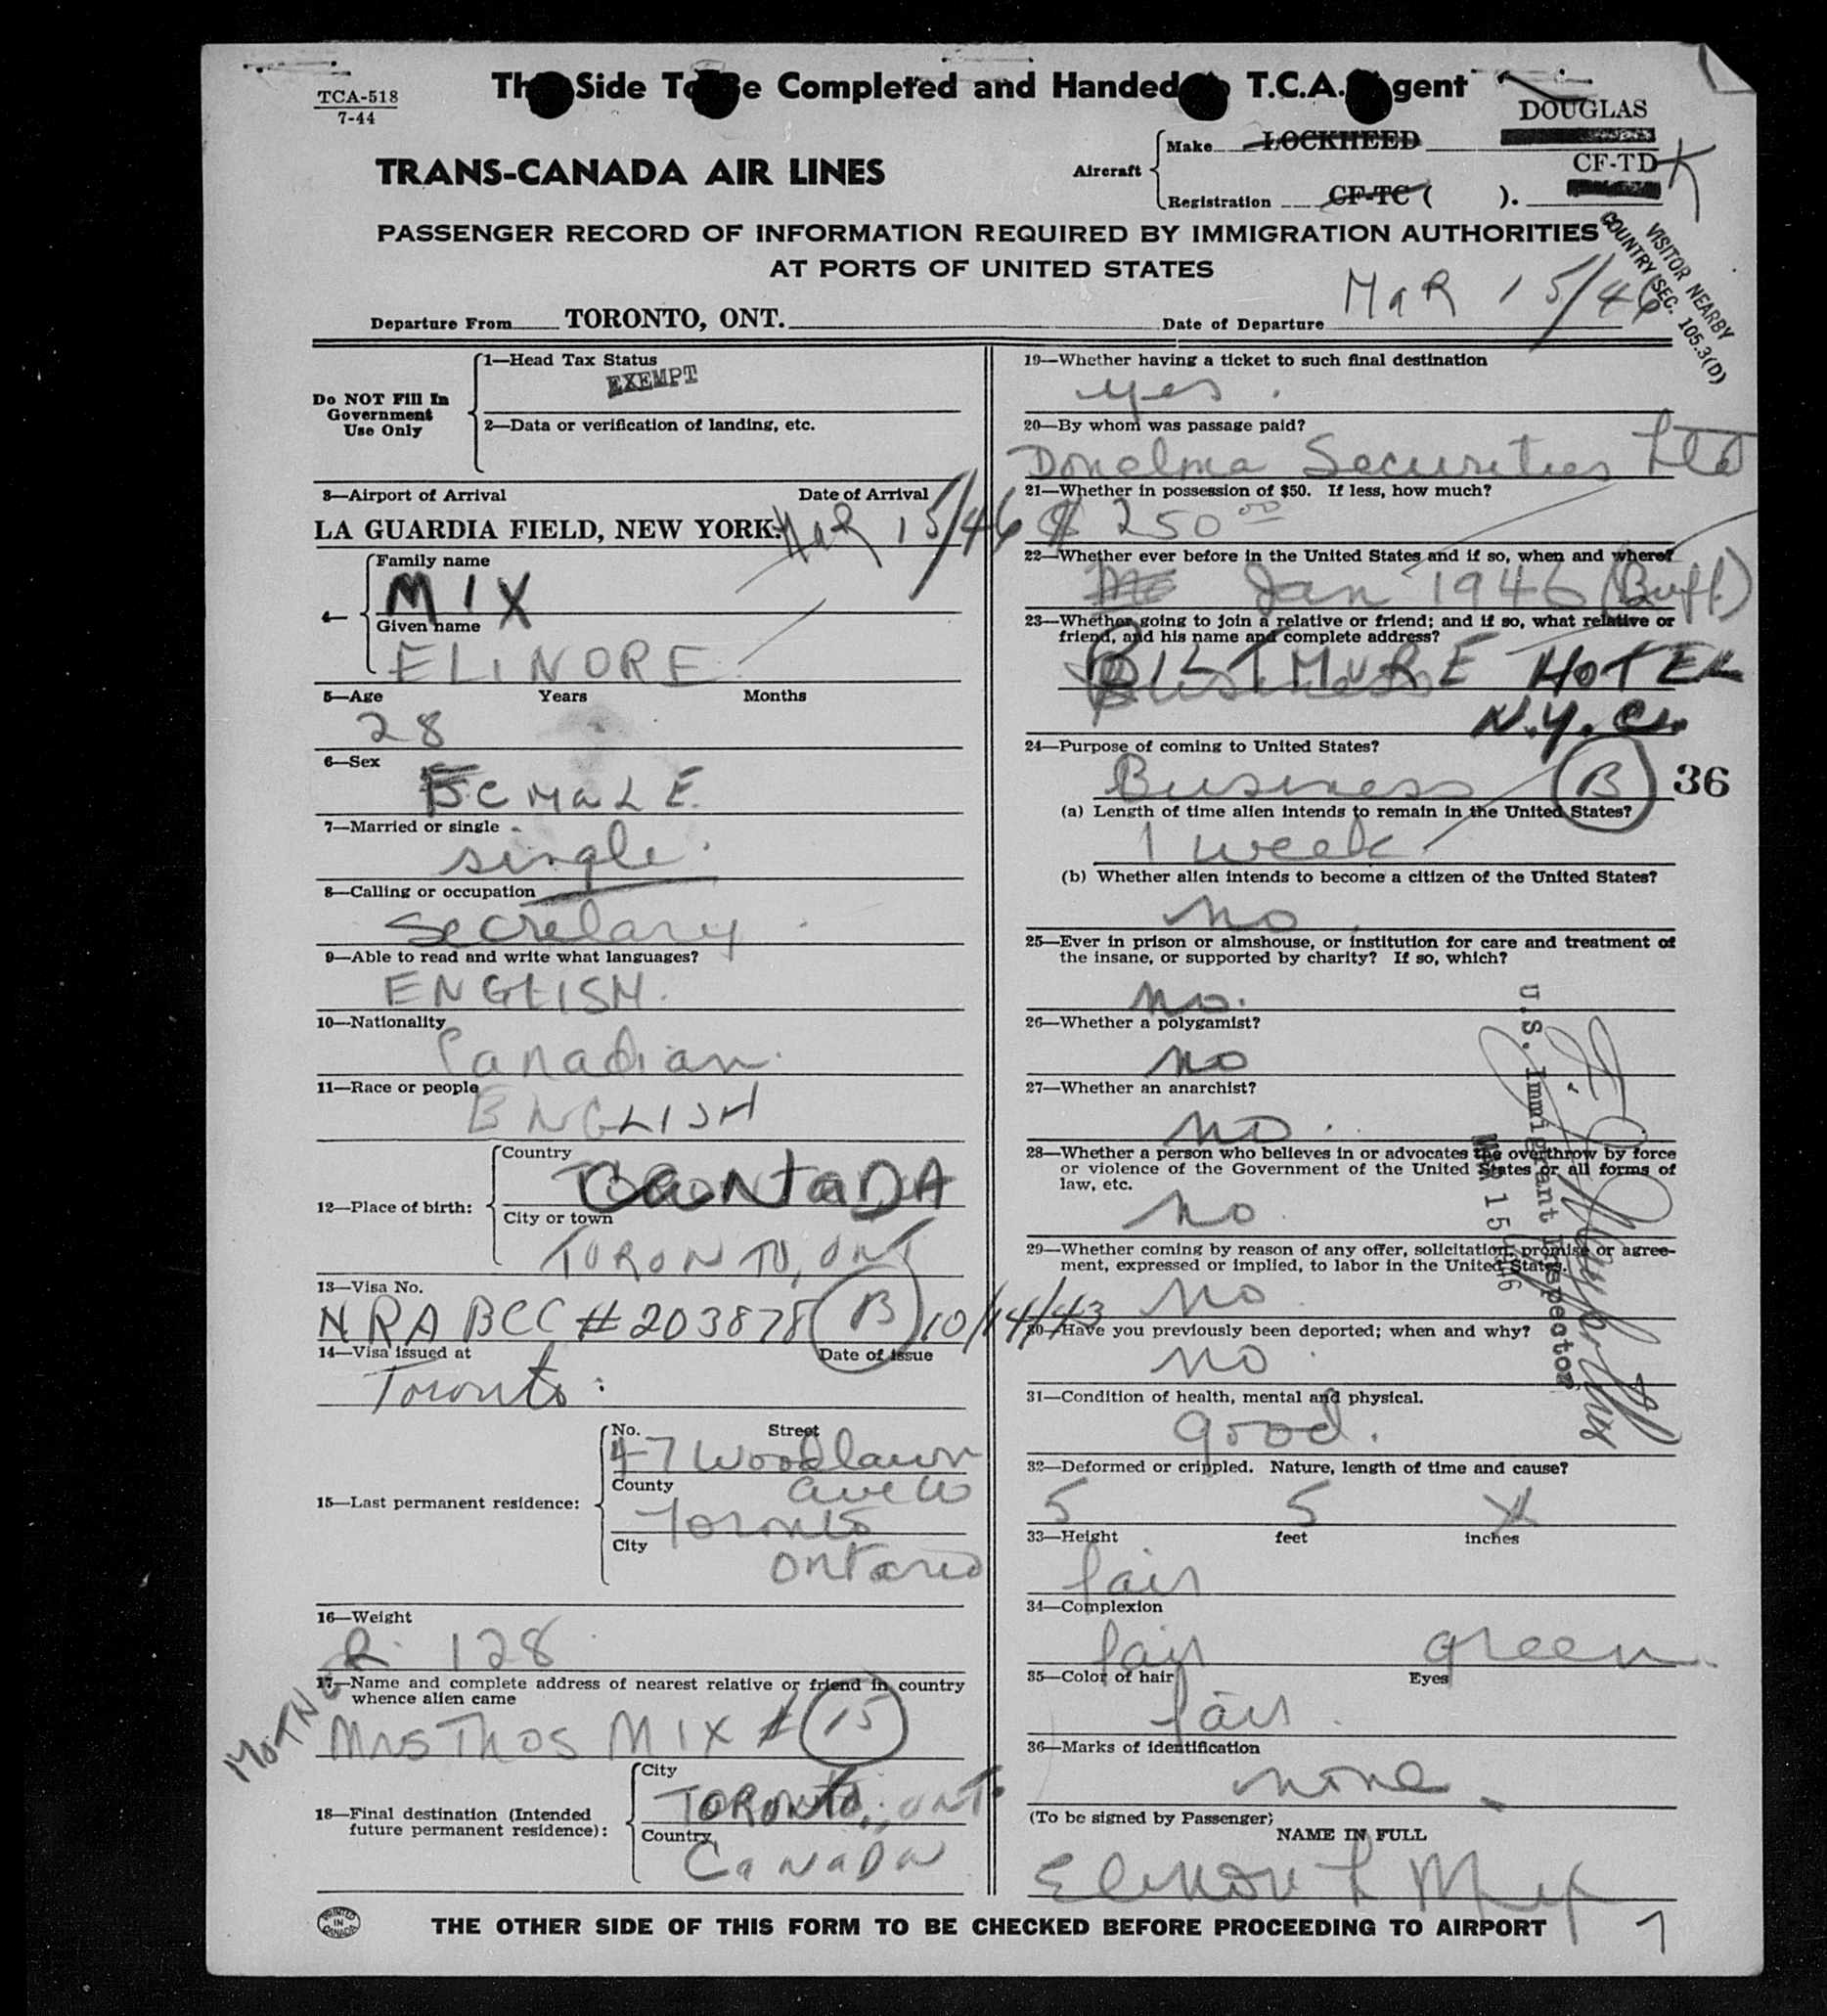 TCA-518
7-44
This Side To Be Completed and Handed to T.C.A. Agent
DOUGLAS
TRANS-CANADA AIR LINES
Aircraft
Make LOCKHEED
Registration CF-TC ( ).
CF-TD K
PASSENGER RECORD OF INFORMATION REQUIRED BY IMMIGRATION AUTHORITIES
AT PORTS OF UNITED STATES
VISITOR NEARBY
COUNTRY SEC. 105.3(D)
Departure From TORONTO, ONT.
Date of Departure MaR 15/46
Do NOT Fill In
Government
Use Only
1—Head Tax Status
EXEMPT
2—Data or verification of landing, etc.
3—Airport of Arrival Date of Arrival
LA GUARDIA FIELD, NEW YORK. MaR 15/46
4—
Family name
MIX
Given name
ELINORE
5—Age Years Months
28
6—Sex
FEMaLE
7—Married or single
single
8—Calling or occupation
Secretary
9—Able to read and write what languages?
ENGLISH.
10—Nationality
Canadian.
11—Race or people
ENGLISH
12—Place of birth:
Country
CaNaDA
City or town
TORONTO, ONT
13—Visa No.
NRA BCC # 203878 B 10/14/43
14—Visa issued at Date of issue
Toronto
15—Last permanent residence:
No. Street
47 Woodlawn
County
ave W
Toronto
City
Ontario
16—Weight
128
17—Name and complete address of nearest relative or friend in country
whence alien came
MOTHER
Mrs Thos MIX 15
18—Final destination (Intended
future permanent residence):
City
TORONTO, ONT.
Country
CaNaDa
19—Whether having a ticket to such final destination
yes.
20—By whom was passage paid?
Donelma Securities Ltd
21—Whether in possession of $50. If less, how much?
$ 250 00
22—Whether ever before in the United States and if so, when and where?
Jan 1946 (Buff.)
23—Whether going to join a relative or friend; and if so, what relative or
friend, and his name and complete address?
BILTMORE HOTEL
N.Y.C.
24—Purpose of coming to United States?
Business B 36
(a) Length of time alien intends to remain in the United States?
1 week
(b) Whether alien intends to become a citizen of the United States?
no
25—Ever in prison or almshouse, or institution for care and treatment of
the insane, or supported by charity? If so, which?
no.
26—Whether a polygamist?
no
27—Whether an anarchist?
no.
28—Whether a person who believes in or advocates the overthrow by force
or violence of the Government of the United States or all forms of
law, etc.
no
29—Whether coming by reason of any offer, solicitation, promise or agree-
ment, expressed or implied, to labor in the United States.
no
30—Have you previously been deported; when and why?
no
31—Condition of health, mental and physical.
good.
32—Deformed or crippled. Nature, length of time and cause?
5 5
33—Height feet inches
fair
34—Complexion
fair green
35—Color of hair Eyes
fair.
36—Marks of identification
none
U.S. Immigrant Inspector
MAR 15 1946
(To be signed by Passenger)
NAME IN FULL
Elinore L Mix
PRINTED
IN
CANADA
THE OTHER SIDE OF THIS FORM TO BE CHECKED BEFORE PROCEEDING TO AIRPORT
7